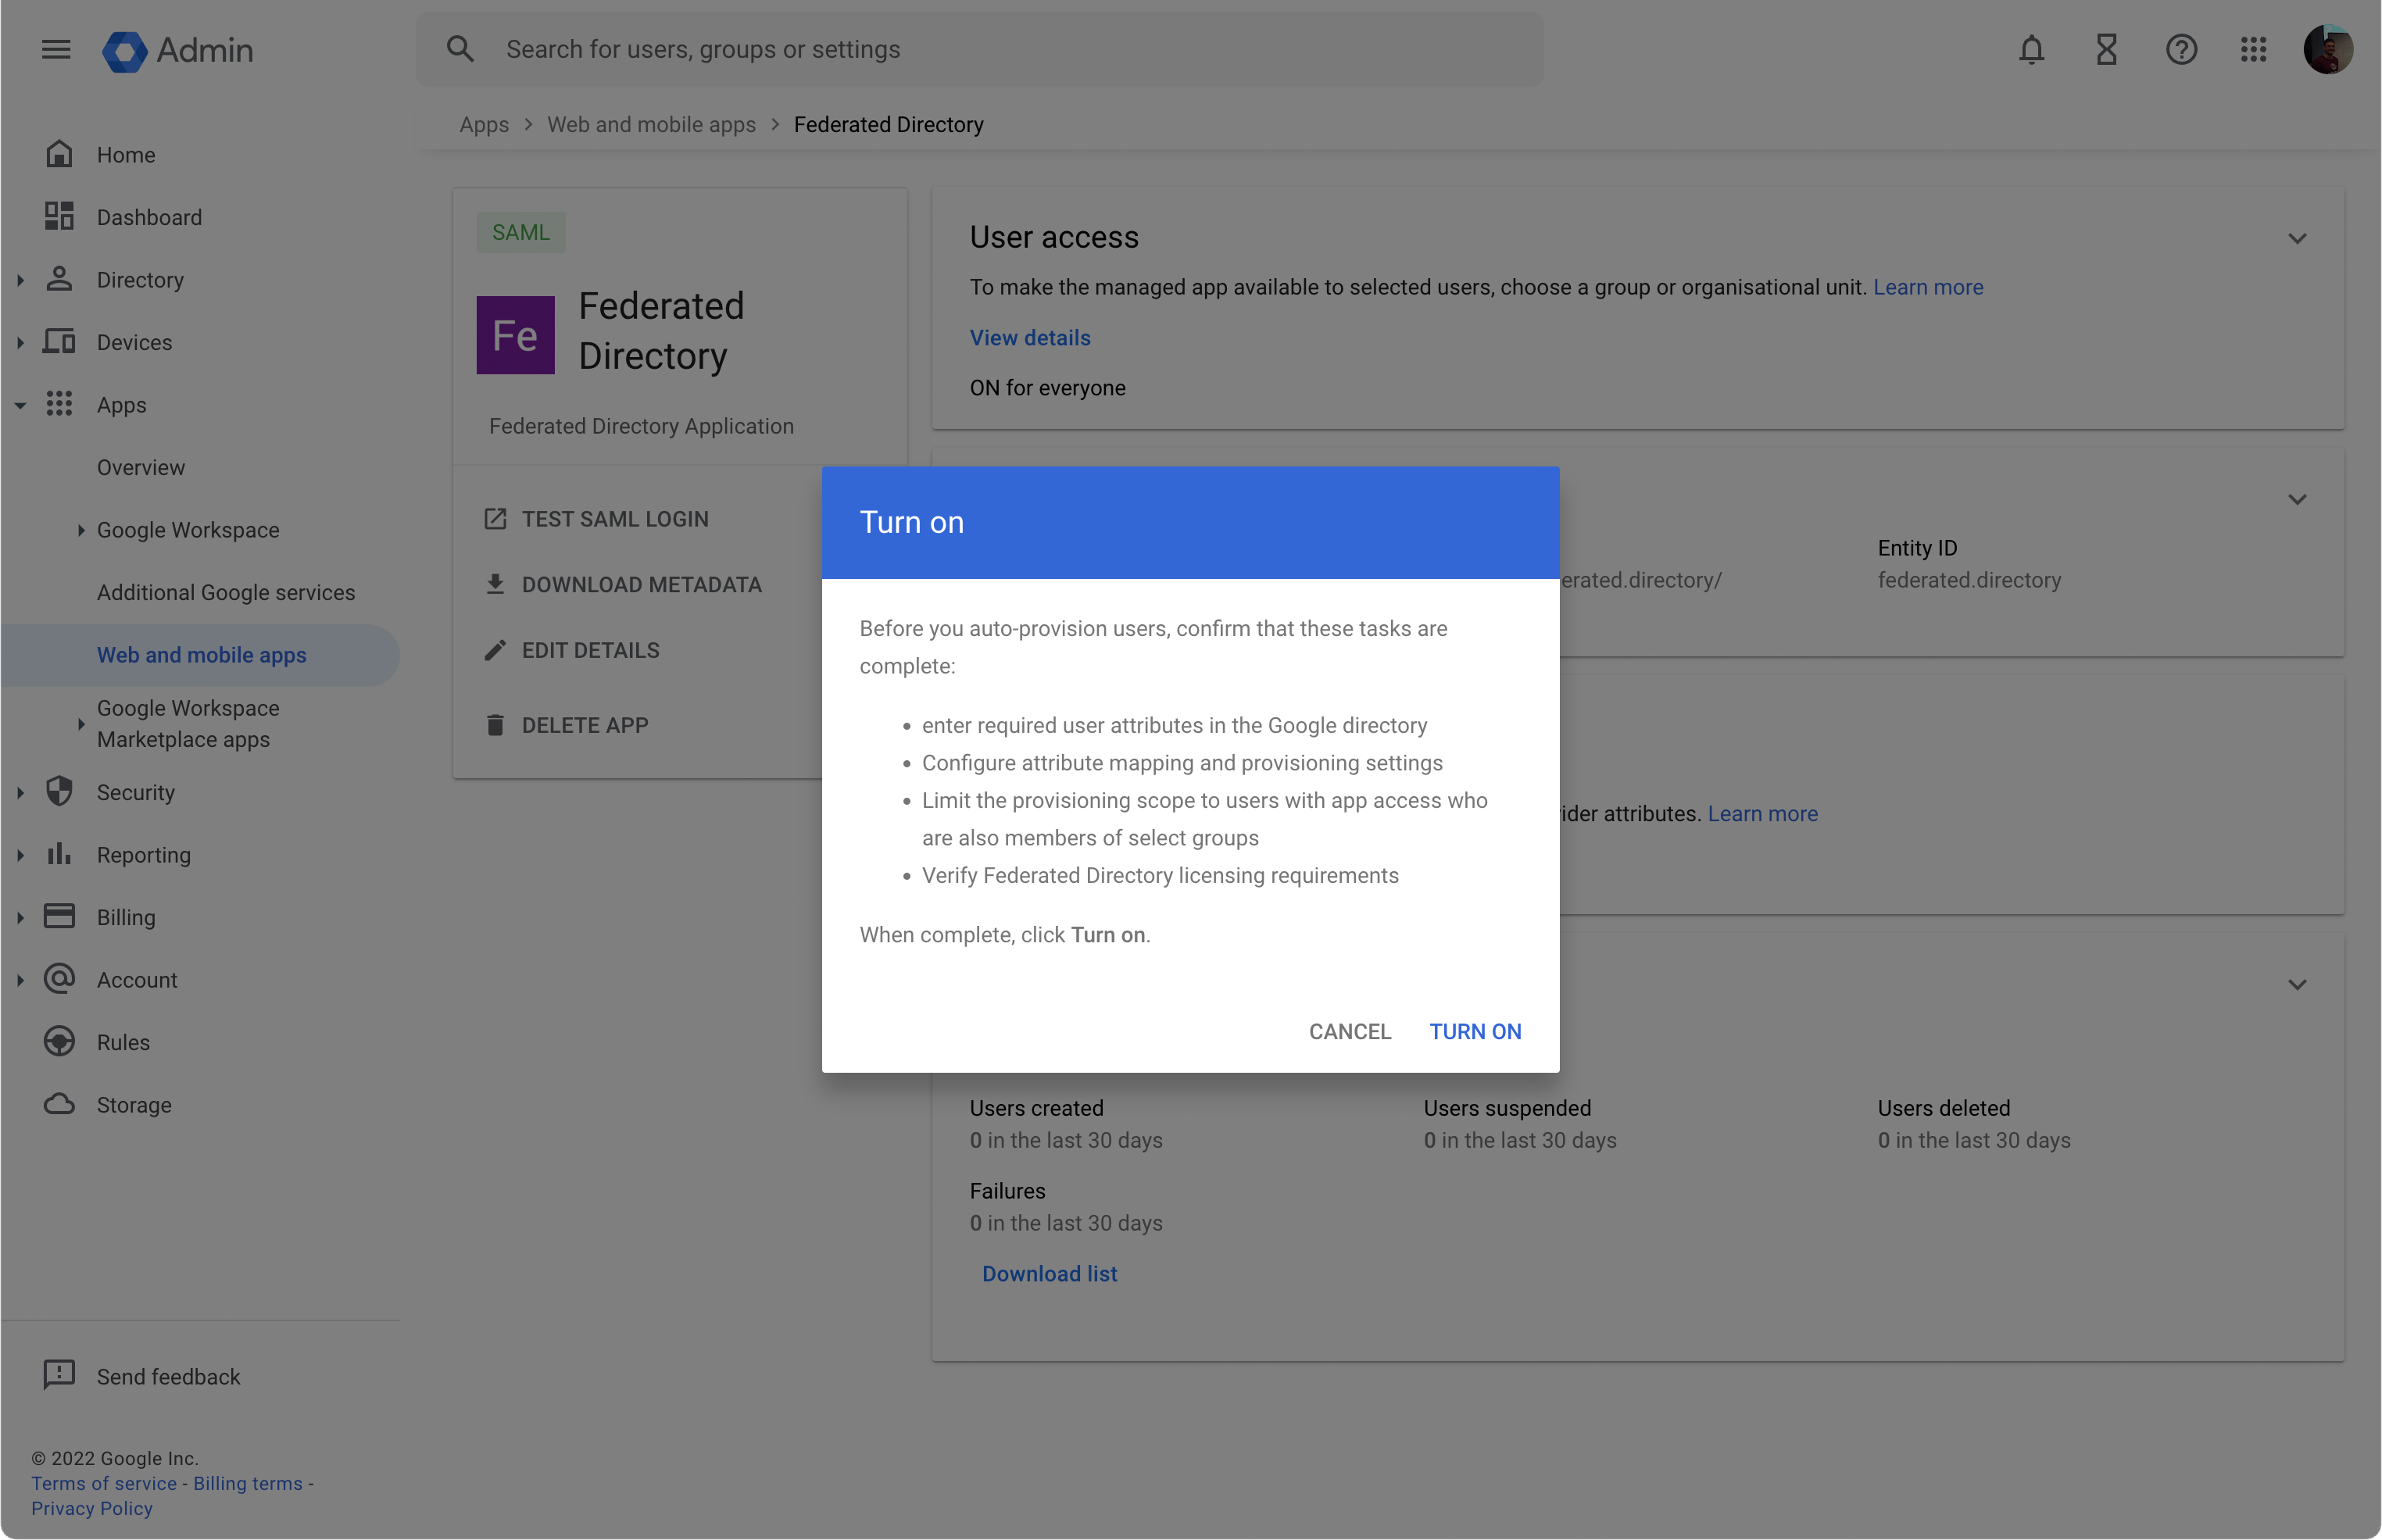 Admin
Search for users, groups or settings
Apps > Web and mobile apps > Federated Directory
Home
Dashboard
Directory
Devices
Apps
Overview
Google Workspace
Additional Google services
Web and mobile apps
Google Workspace
Marketplace apps
Security
Reporting
Billing
Account
Rules
Storage
Send feedback
© 2022 Google Inc.
Terms of service - Billing terms -
Privacy Policy
SAML
Fe
Federated
Directory
Federated Directory Application
TEST SAML LOGIN
DOWNLOAD METADATA
EDIT DETAILS
DELETE APP
User access
To make the managed app available to selected users, choose a group or organisational unit. Learn more
View details
ON for everyone
Entity ID
erated.directory/
federated.directory
ider attributes. Learn more
Turn on
Before you auto-provision users, confirm that these tasks are
complete:
• enter required user attributes in the Google directory
• Configure attribute mapping and provisioning settings
• Limit the provisioning scope to users with app access who
are also members of select groups
• Verify Federated Directory licensing requirements
When complete, click Turn on.
CANCEL
TURN ON
Users created
0 in the last 30 days
Users suspended
0 in the last 30 days
Users deleted
0 in the last 30 days
Failures
0 in the last 30 days
Download list